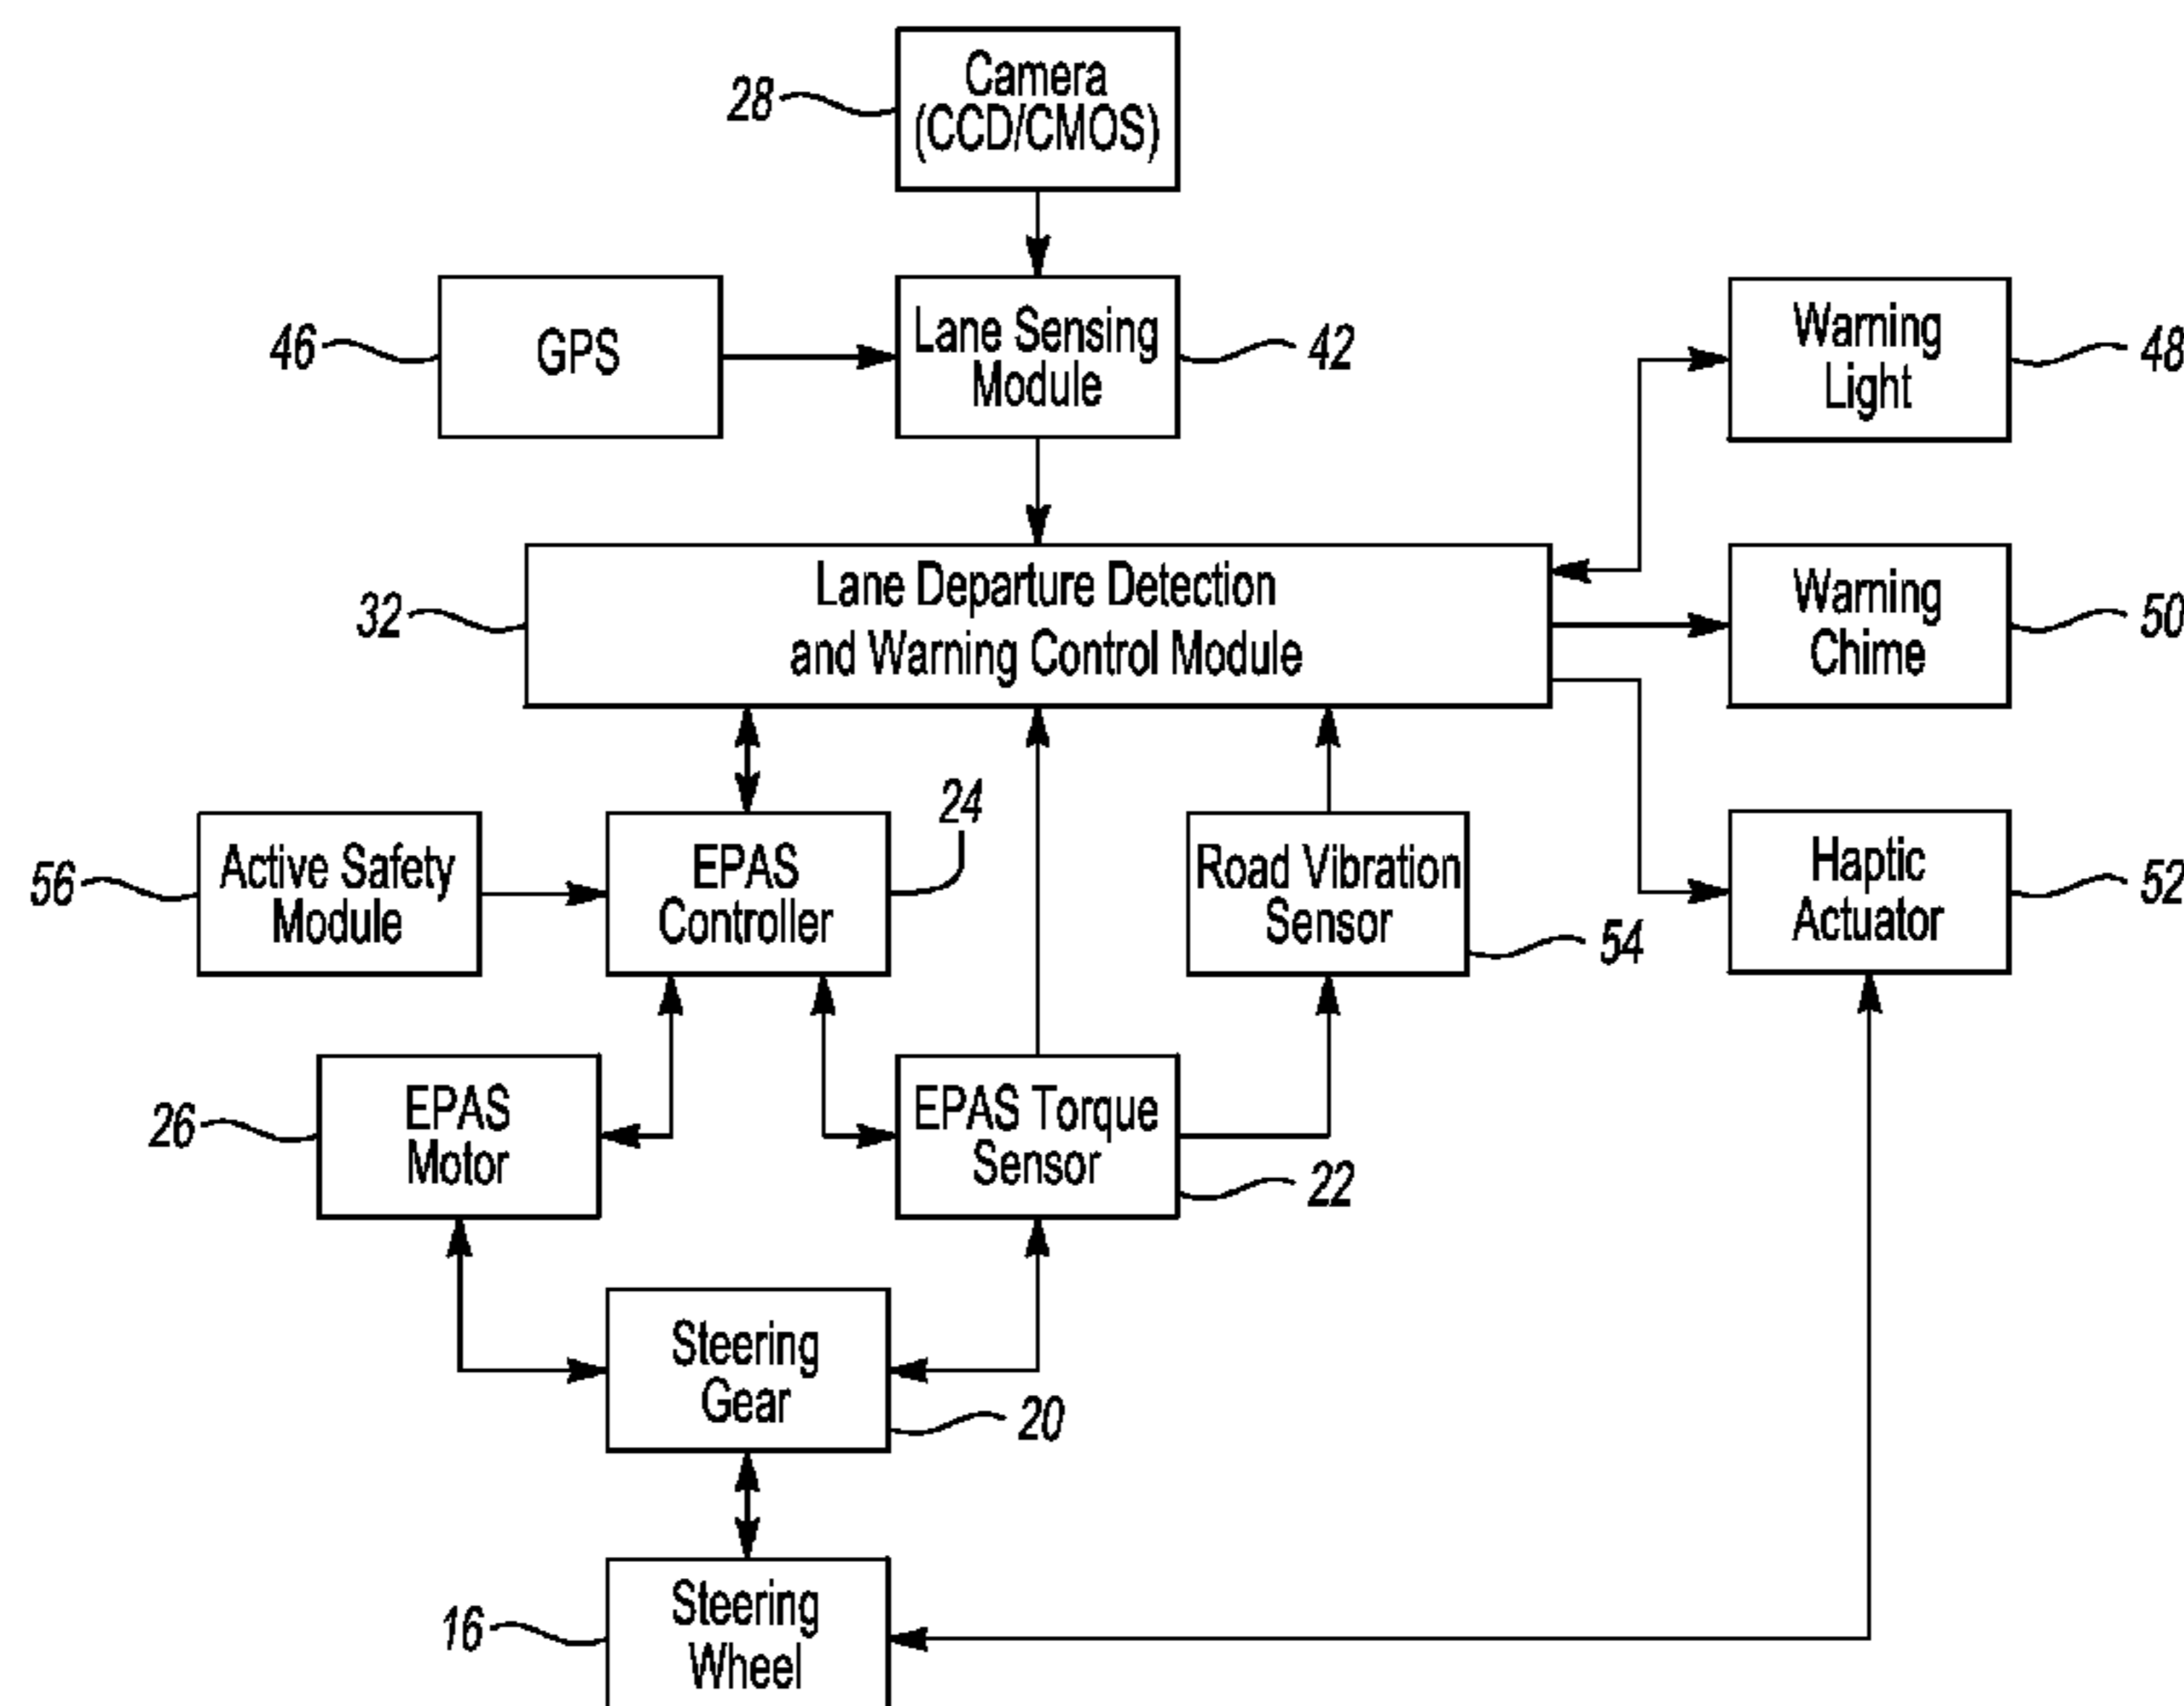 Camera
(CCD/CMOS)
28
46
GPS
Lane Sensing
Module
42
Warning
Light
48
32
Lane Departure Detection
and Warning Control Module
Warning
Chime
50
56
Active Safety
Module
EPAS
Controller
24
Road Vibration
Sensor
54
Haptic
Actuator
52
26
EPAS
Motor
EPAS Torque
Sensor
22
Steering
Gear
20
16
Steering
Wheel